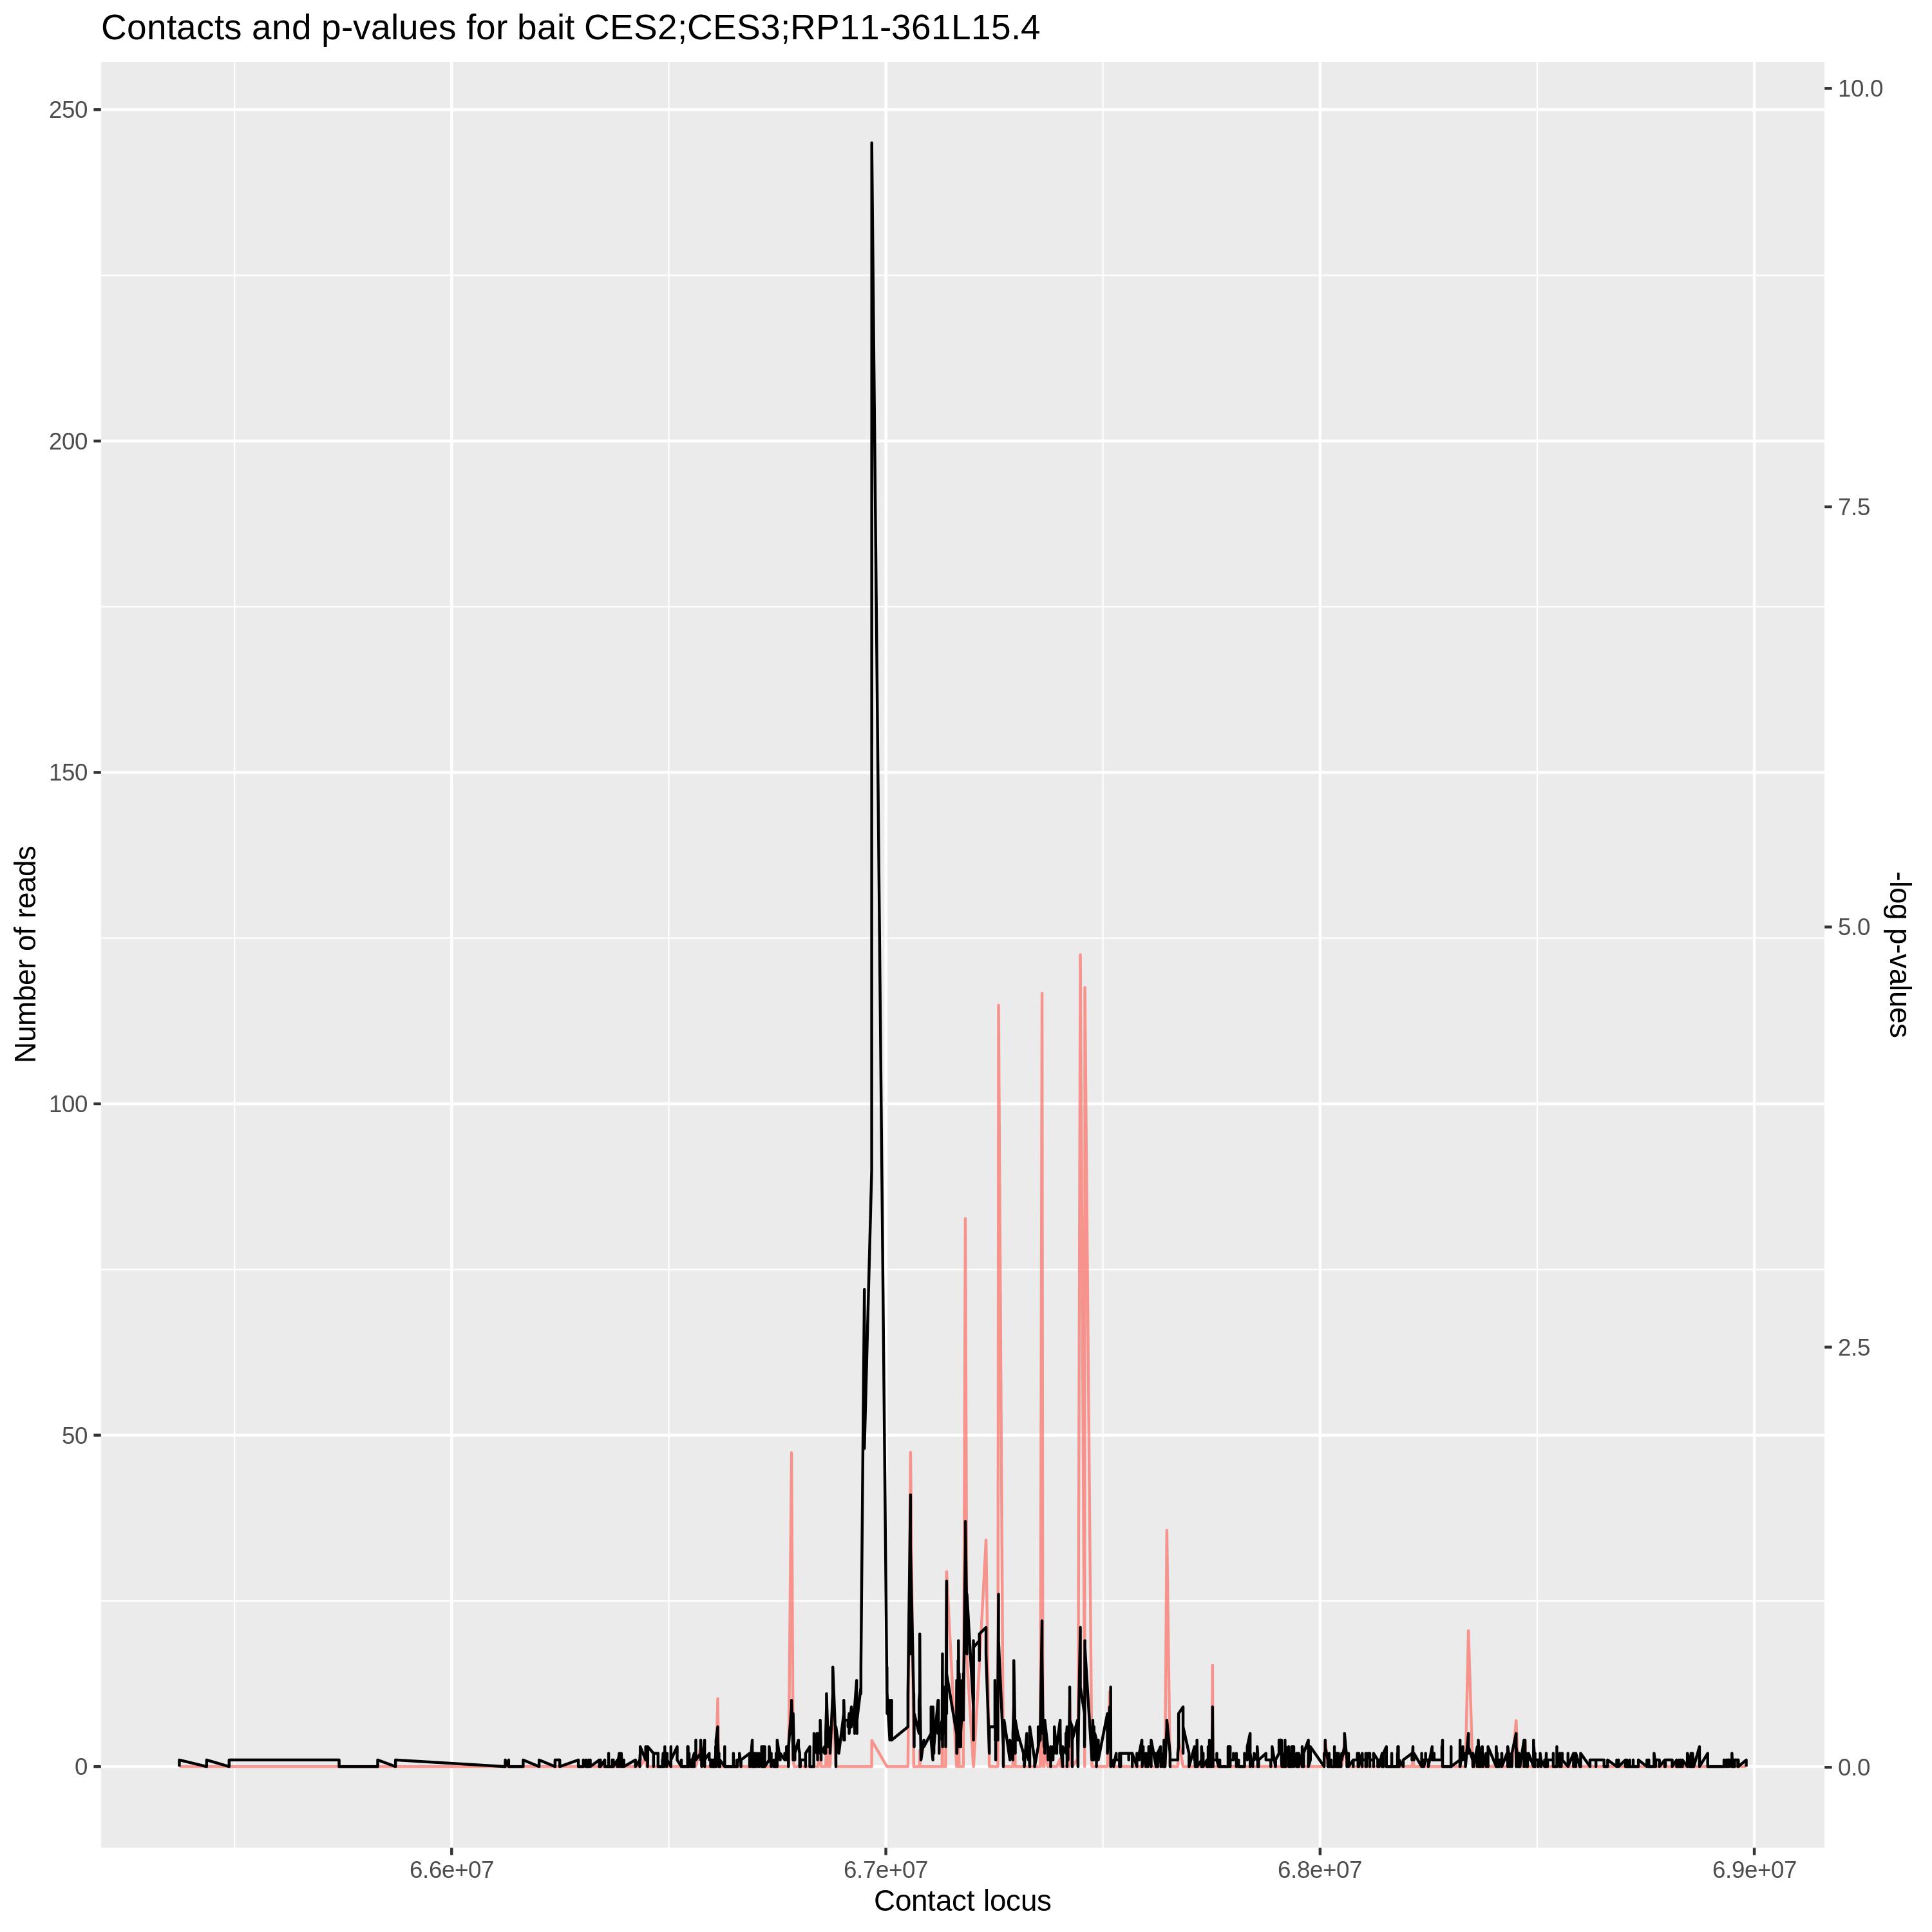 Contacts and p-values for bait CES2;CES3;RP11-361L15.4
250
200
150
100
50
0
Number of reads
10.0
7.5
5.0
2.5
0.0
-log p-values
6.6e+07
6.7e+07
6.8e+07
6.9e+07
Contact locus